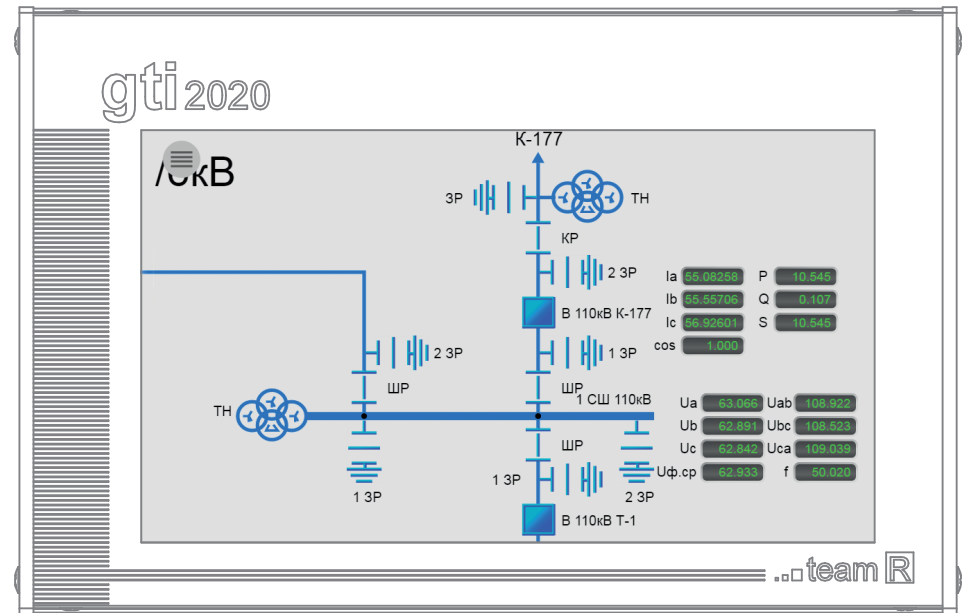 gti 2020
К-177
кВ
ЗР
ТН
КР
2 ЗР
Ia 55.08258 P 10.545
В 110кВ К-177
Ib 55.55706 Q 0.107
Ic 56.92601 S 10.545
cos 1.000
2 ЗР
1 ЗР
ШР
ШР
1 СШ 110кВ
ТН
Ua 63.066 Uab 108.922
Ub 62.891 Ubc 108.523
Uc 62.842 Uca 109.039
Uф.ср 62.933 f 50.020
ШР
1 ЗР
1 ЗР
2 ЗР
В 110кВ Т-1
...team R